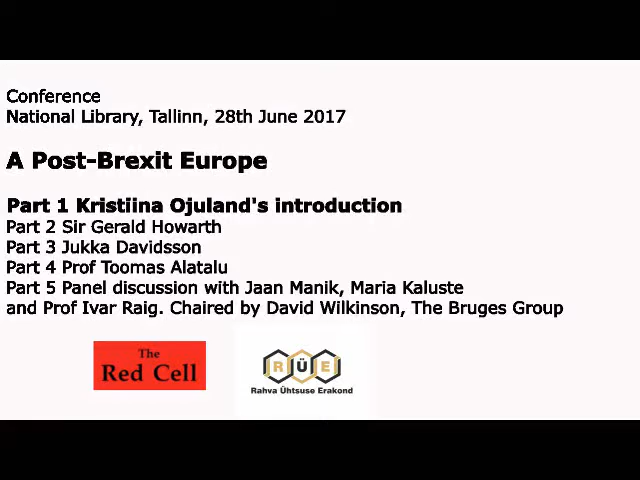 Conference
National Library, Tallinn, 28th June 2017
A Post-Brexit Europe
Part 1 Kristiina Ojuland's introduction
Part 2 Sir Gerald Howarth
Part 3 Jukka Davidsson
Part 4 Prof Toomas Alatalu
Part 5 Panel discussion with Jaan Manik, Maria Kaluste
and Prof Ivar Raig. Chaired by David Wilkinson, The Bruges Group
The
Red Cell
RÜE
Rahva Ühtsuse Erakond